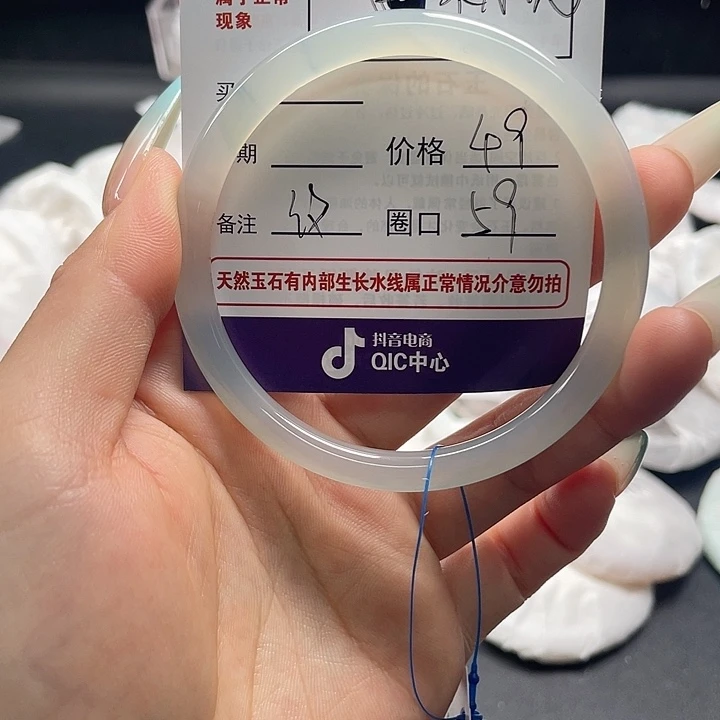 属于正常
现象
买
期
价格 49
备注 纹 圈口 59
天然玉石有内部生长水线属正常情况介意勿拍
抖音电商
QIC中心